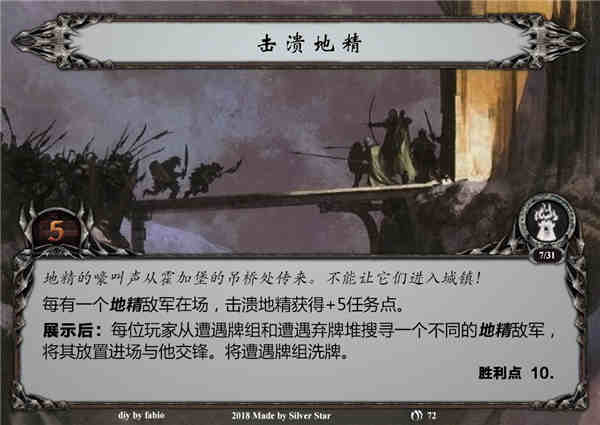 击溃地精
5
7/31
地精的嚎叫声从霍加堡的吊桥处传来。不能让它们进入城镇！
每有一个地精敌军在场，击溃地精获得+5任务点。
展示后：每位玩家从遭遇牌组和遭遇弃牌堆搜寻一个不同的地精敌军，
将其放置进场与他交锋。将遭遇牌组洗牌。
胜利点 10.
diy by fabio 2018 Made by Silver Star 72